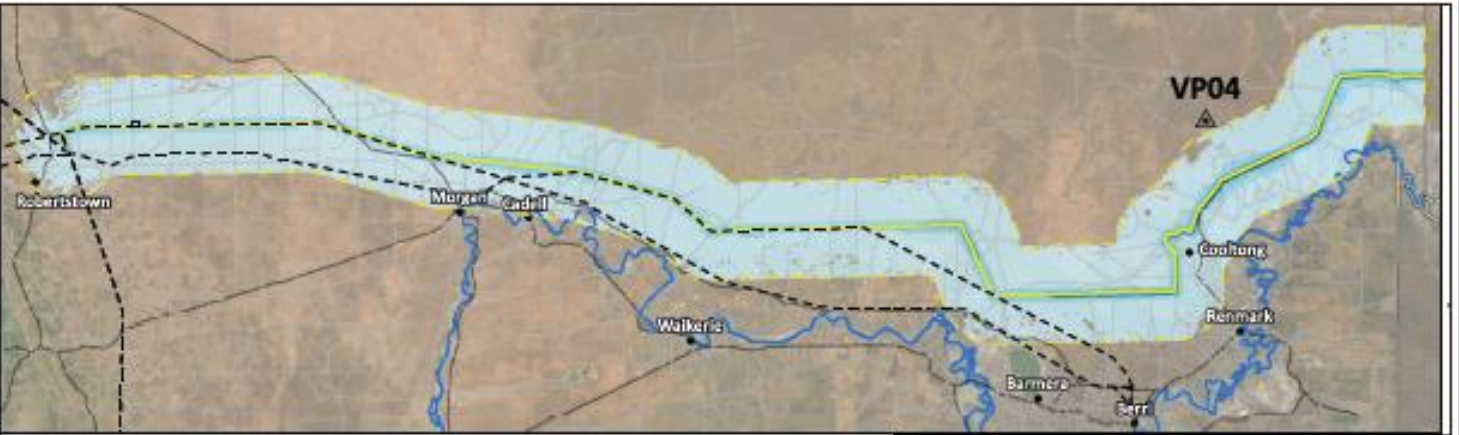 VP04
Robertstown
Morgan
Cadell
Cooltong
Renmark
Waikerie
Barmera
Berri